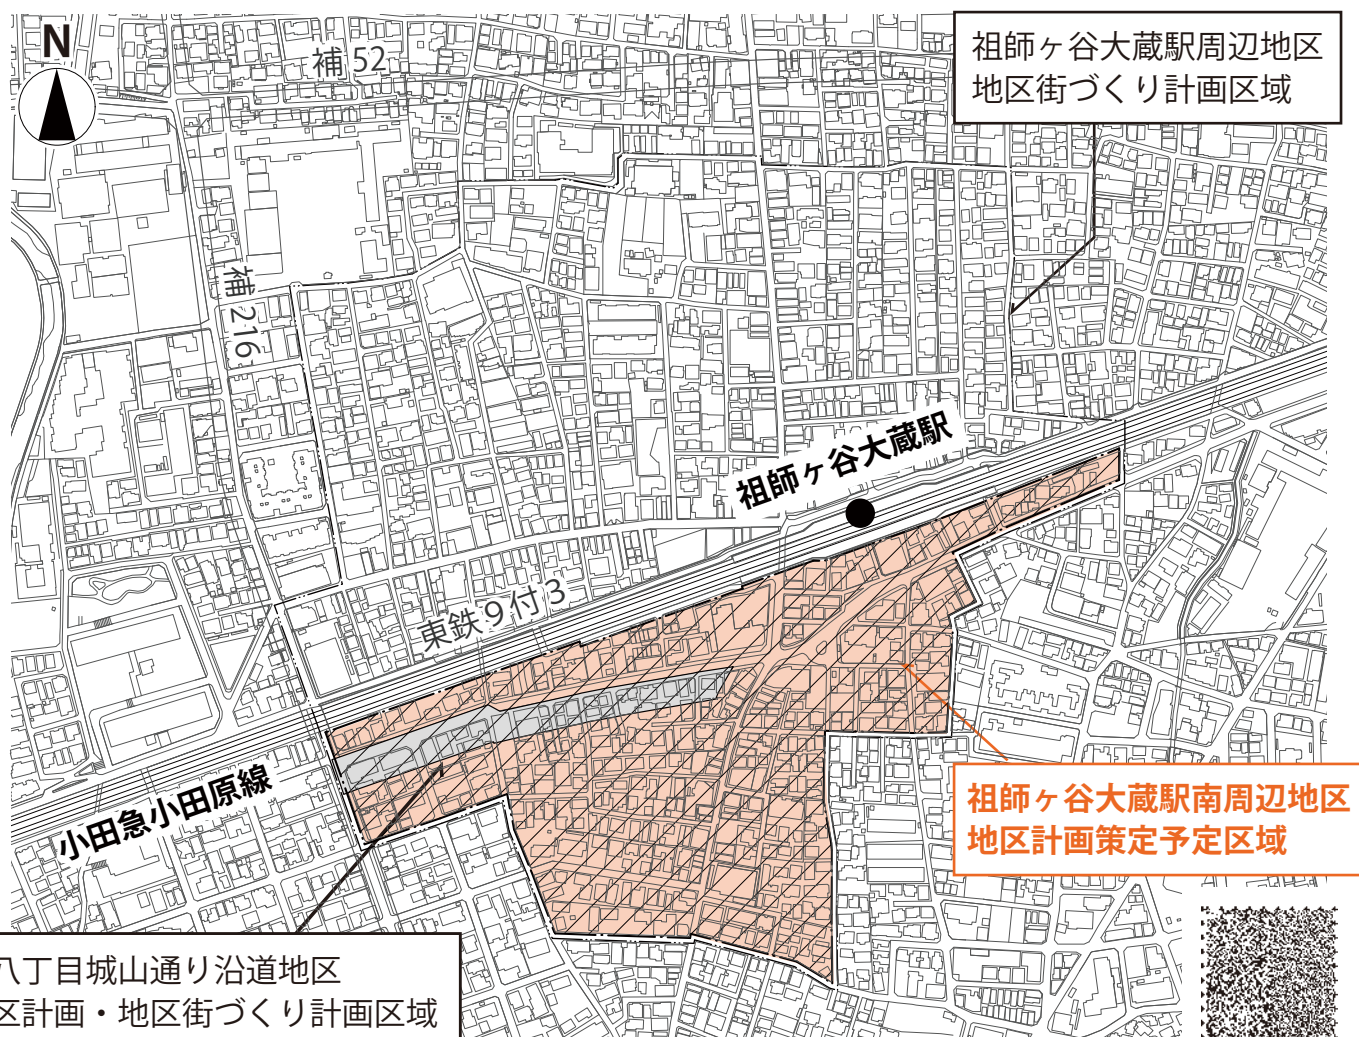 N
補52
祖師ヶ谷大蔵駅周辺地区
地区街づくり計画区域
補216
祖師ヶ谷大蔵駅
東鉄9付3
小田急小田原線
祖師ヶ谷大蔵駅南周辺地区
地区計画策定予定区域
八丁目城山通り沿道地区
区計画・地区街づくり計画区域